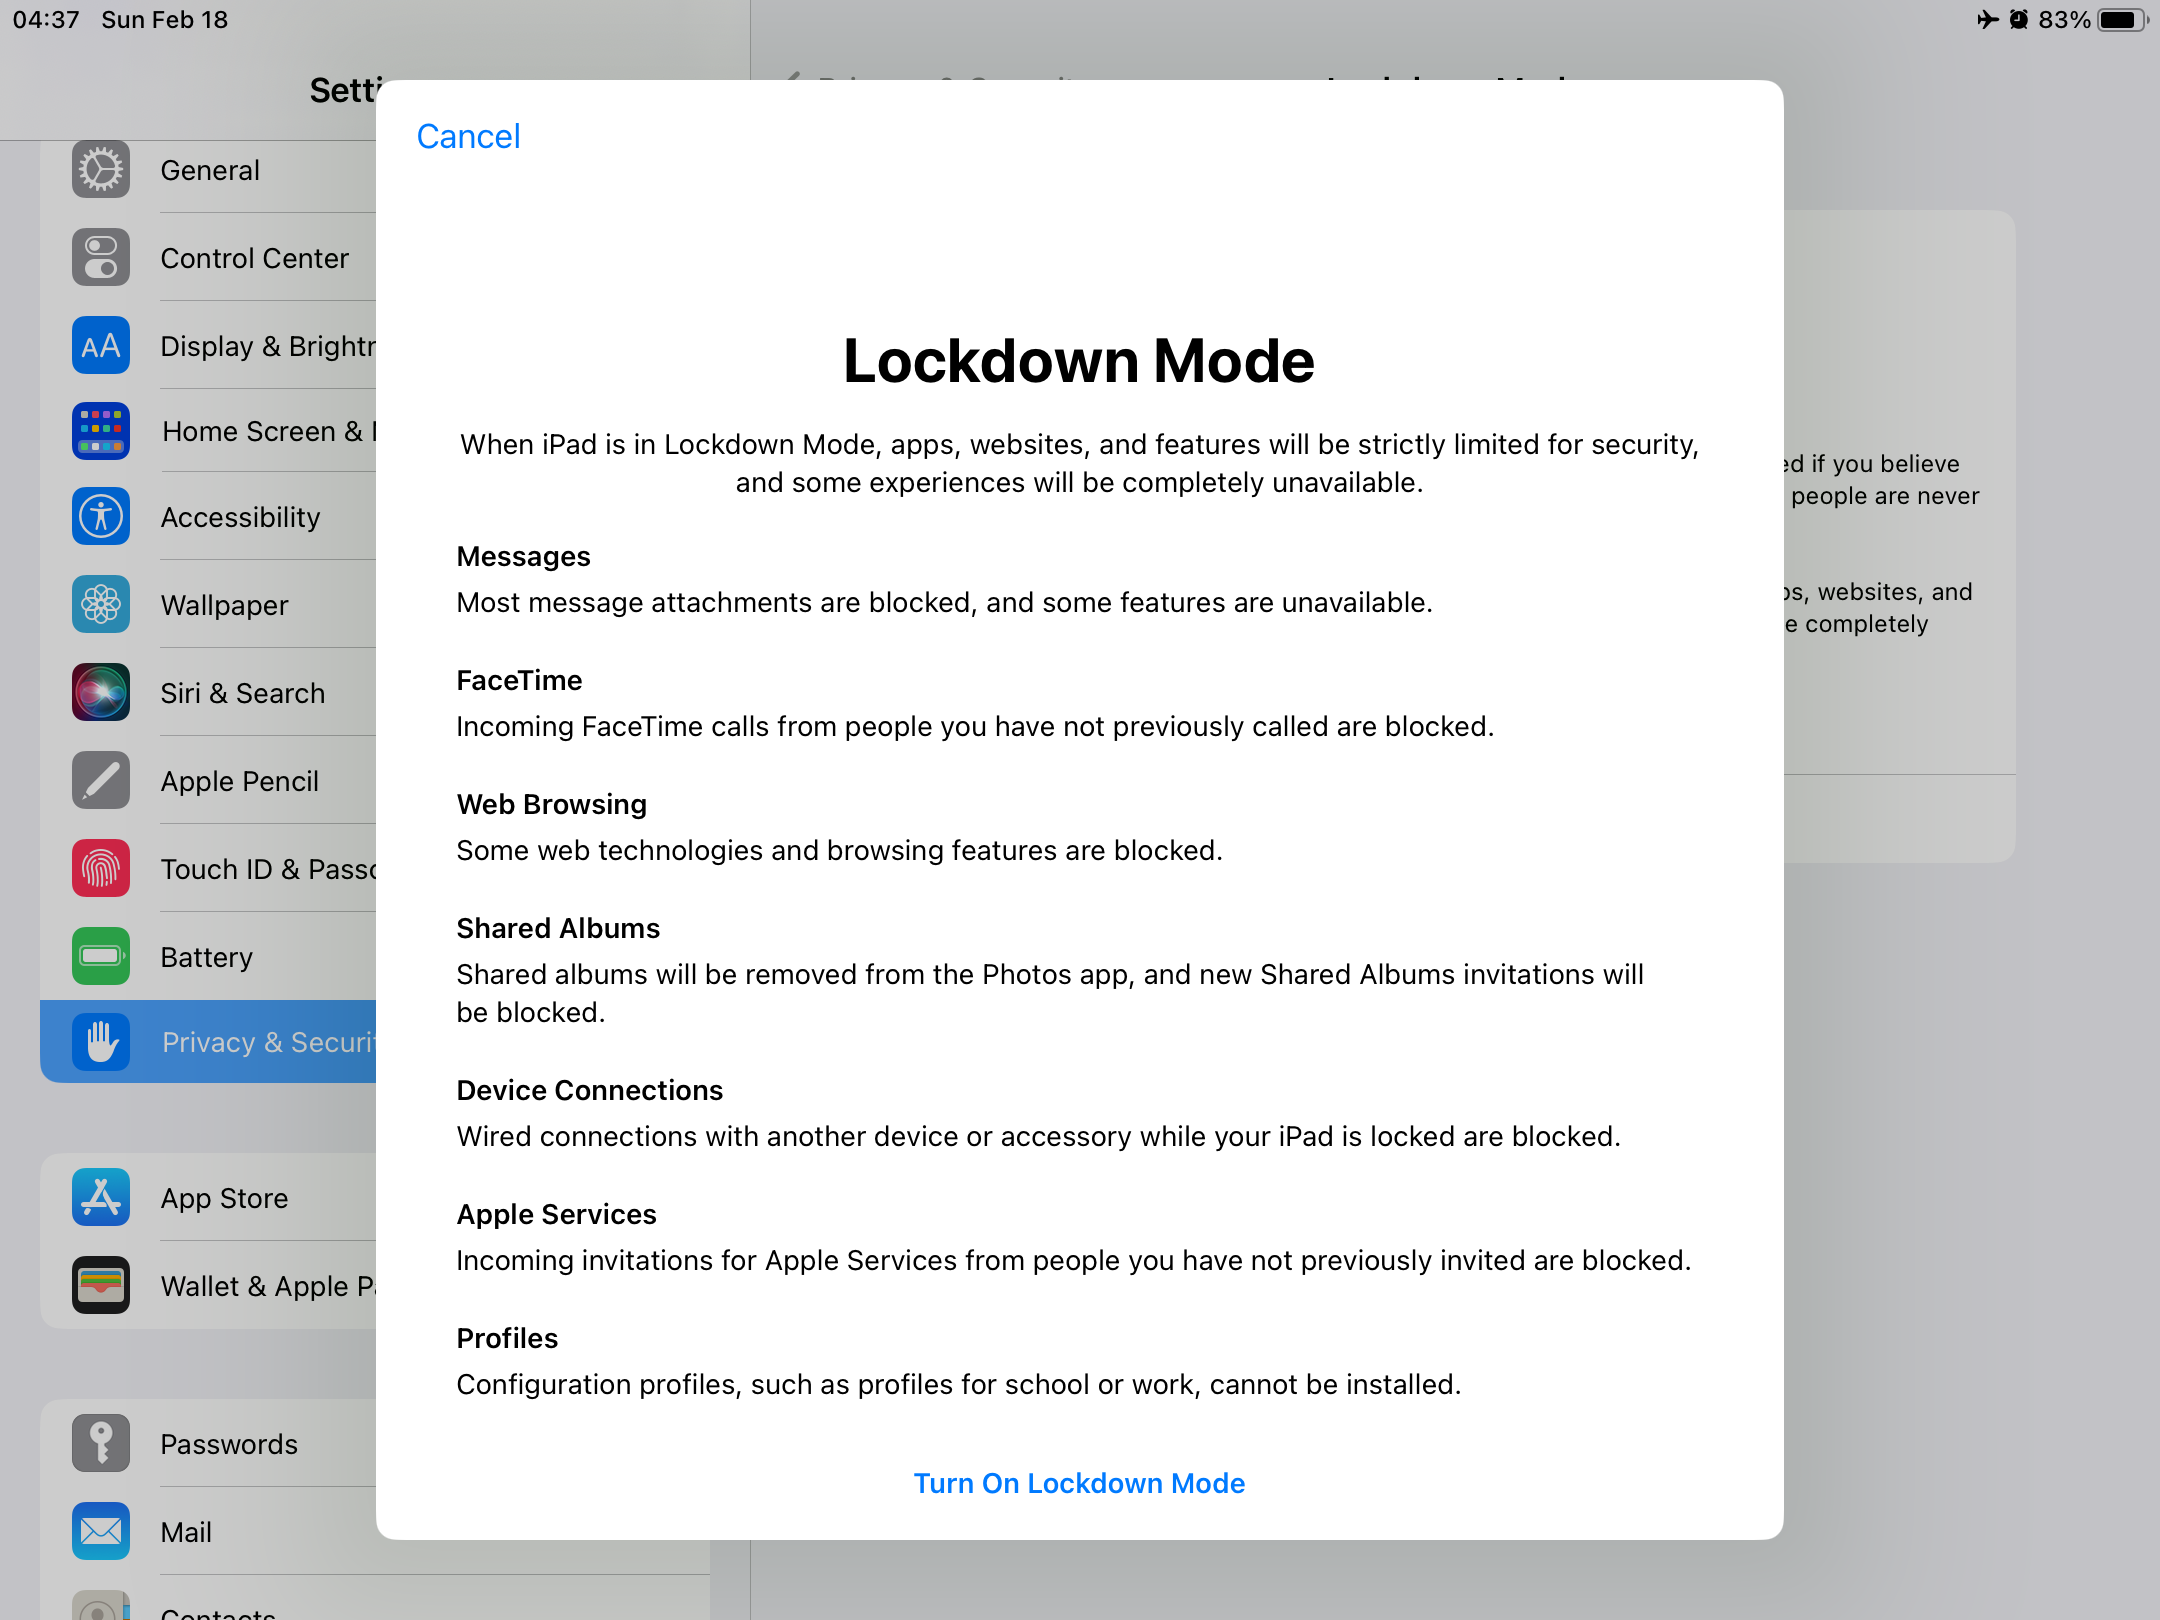 04:37 Sun Feb 18
83%
Setti
Cancel
General
Control Center
Display & Bright
Home Screen &
Accessibility
Wallpaper
Siri & Search
Apple Pencil
Touch ID & Passc
Battery
Privacy & Securi
App Store
Wallet & Apple Pa
Passwords
Mail
Contacts
Lockdown Mode
When iPad is in Lockdown Mode, apps, websites, and features will be strictly limited for security,
and some experiences will be completely unavailable.
Messages
Most message attachments are blocked, and some features are unavailable.
FaceTime
Incoming FaceTime calls from people you have not previously called are blocked.
Web Browsing
Some web technologies and browsing features are blocked.
Shared Albums
Shared albums will be removed from the Photos app, and new Shared Albums invitations will
be blocked.
Device Connections
Wired connections with another device or accessory while your iPad is locked are blocked.
Apple Services
Incoming invitations for Apple Services from people you have not previously invited are blocked.
Profiles
Configuration profiles, such as profiles for school or work, cannot be installed.
Turn On Lockdown Mode
ed if you believe
people are never
os, websites, and
e completely